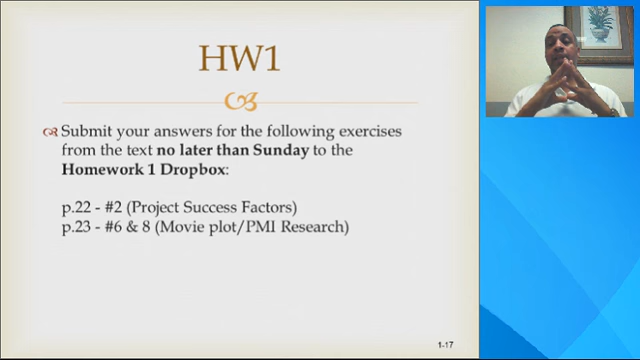 HW1
Submit your answers for the following exercises
from the text no later than Sunday to the
Homework 1 Dropbox:
p.22 - #2 (Project Success Factors)
p.23 - #6 & 8 (Movie plot/PMI Research)
1-17